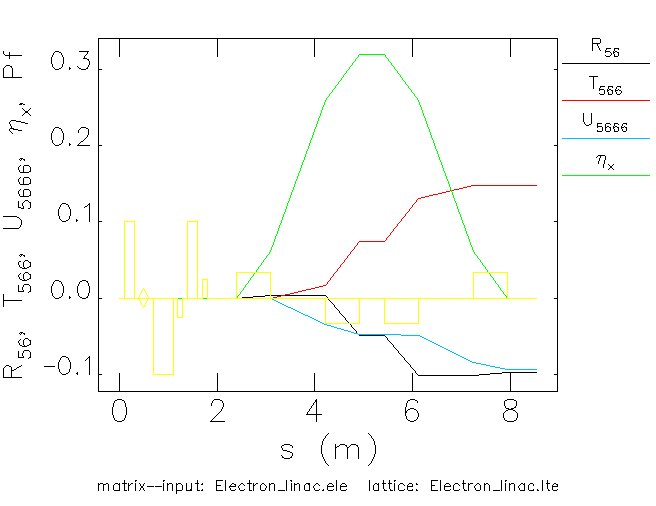 R56, T566, U5666, ηx, Pf
0.3
0.2
0.1
0.0
-0.1
0
2
4
6
8
s (m)
R56
T566
U5666
ηx
matrix--input: Electron_linac.ele lattice: Electron_linac.lte